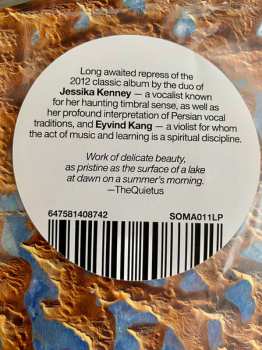 Long awaited repress of the
2012 classic album by the duo of
Jessika Kenney — a vocalist known
for her haunting timbral sense, as well as
her profound interpretation of Persian vocal
traditions, and Eyvind Kang — a violist for whom
the act of music and learning is a spiritual discipline.
Work of delicate beauty,
as pristine as the surface of a lake
at dawn on a summer's morning.
—TheQuietus
647581408742 SOMA011LP